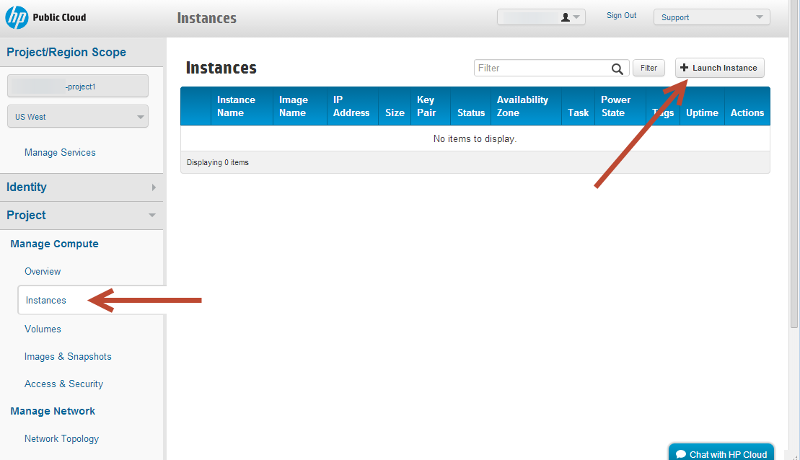 hp Public Cloud
Instances
Sign Out
Support
Project/Region Scope
-project1
US West
Manage Services
Identity
Project
Manage Compute
Overview
Instances
Volumes
Images & Snapshots
Access & Security
Manage Network
Network Topology
Instances
Filter
Filter
+ Launch Instance
Instance Name
Image Name
IP Address
Size
Key Pair
Status
Availability Zone
Task
Power State
Tags
Uptime
Actions
No items to display.
Displaying 0 items
Chat with HP Cloud